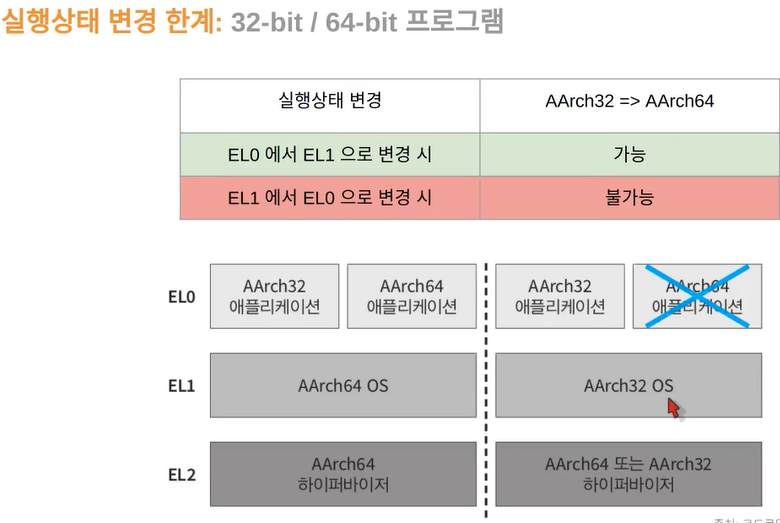 실행상태 변경 한계: 32-bit / 64-bit 프로그램
실행상태 변경 AArch32 => AArch64
EL0 에서 EL1 으로 변경 시 가능
EL1 에서 EL0 으로 변경 시 불가능
EL0
AArch32
애플리케이션
AArch64
애플리케이션
AArch32
애플리케이션
AArch64
애플리케이션
EL1
AArch64 OS
AArch32 OS
EL2
AArch64
하이퍼바이저
AArch64 또는 AArch32
하이퍼바이저